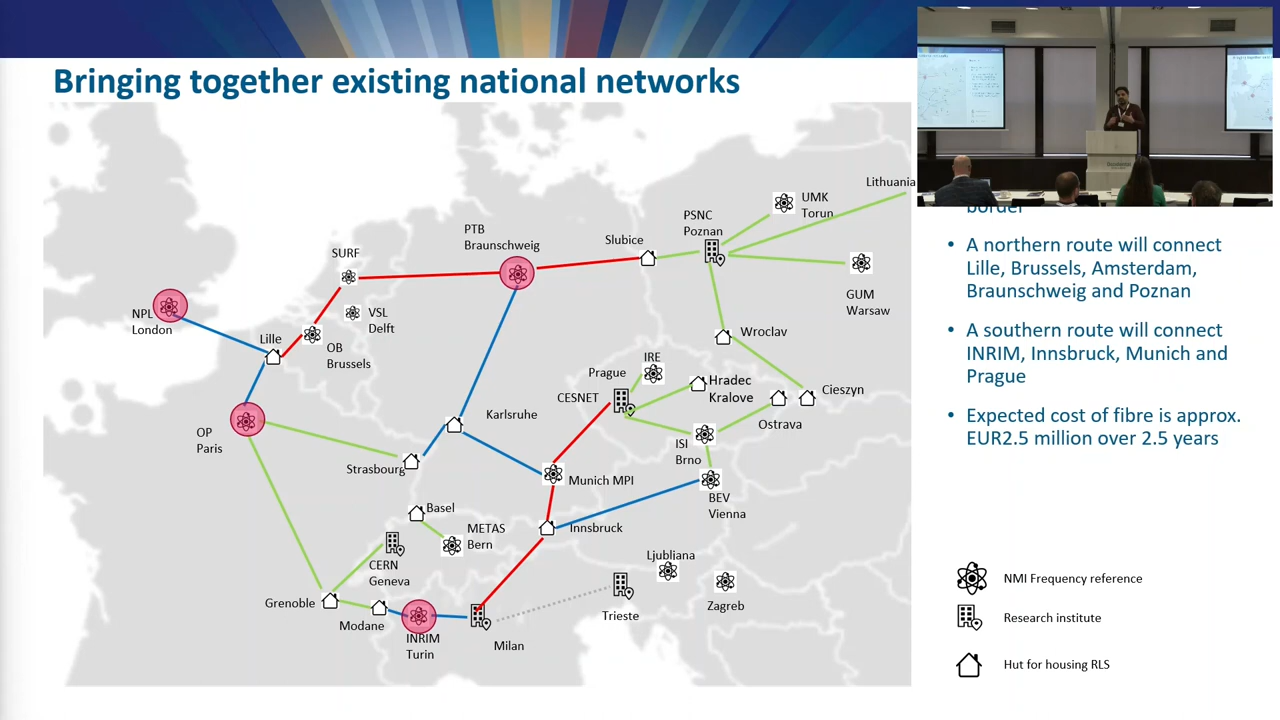 Bringing together existing national networks
Lithuania
UMK
Torun
PSNC
Poznan
PTB
Braunschweig
Slubice
SURF
GUM
Warsaw
NPL
London
VSL
Delft
Lille
OB
Brussels
Wroclav
IRE
Prague
CESNET
Hradec
Kralove
Cieszyn
Ostrava
Karlsruhe
OP
Paris
Strasbourg
ISI
Brno
Munich MPI
BEV
Vienna
Basel
METAS
Bern
Innsbruck
CERN
Geneva
Ljubliana
Zagreb
Grenoble
Modane
INRIM
Turin
Milan
Trieste
border
• A northern route will connect
Lille, Brussels, Amsterdam,
Braunschweig and Poznan
• A southern route will connect
INRIM, Innsbruck, Munich and
Prague
• Expected cost of fibre is approx.
EUR2.5 million over 2.5 years
NMI Frequency reference
Research institute
Hut for housing RLS